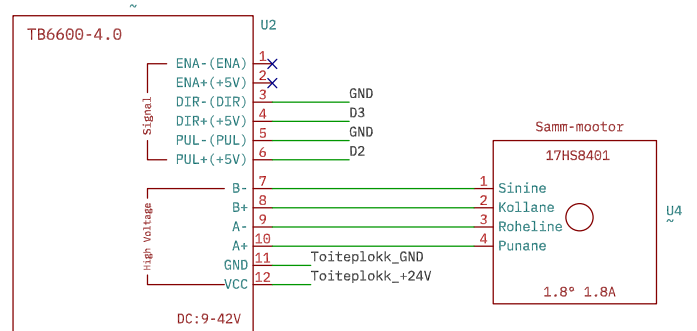 ~
U2
TB6600-4.0
Signal
ENA-(ENA) 1
ENA+(+5V) 2
DIR-(DIR) 3 GND
DIR+(+5V) 4 D3
PUL-(PUL) 5 GND
PUL+(+5V) 6 D2
High Voltage
B- 7
B+ 8
A- 9
A+ 10
GND 11 Toiteplokk_GND
VCC 12 Toiteplokk_+24V
DC:9-42V
Samm-mootor
17HS8401
1 Sinine
2 Kollane
3 Roheline
4 Punane
U4
~
1.8° 1.8A